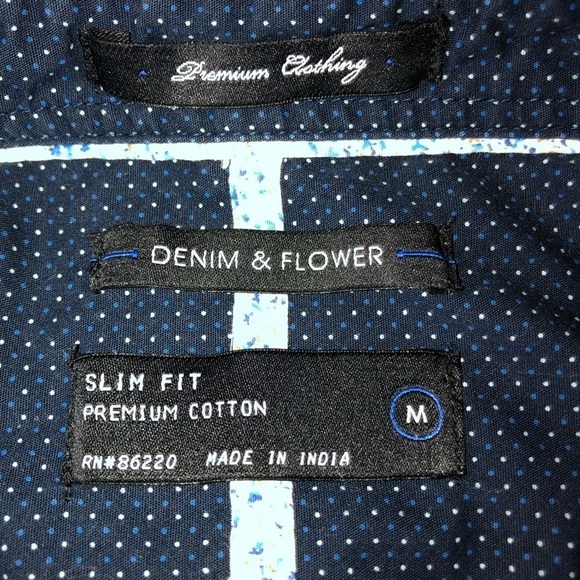 Premium Clothing
DENIM & FLOWER
SLIM FIT
PREMIUM COTTON
M
RN#86220 MADE IN INDIA